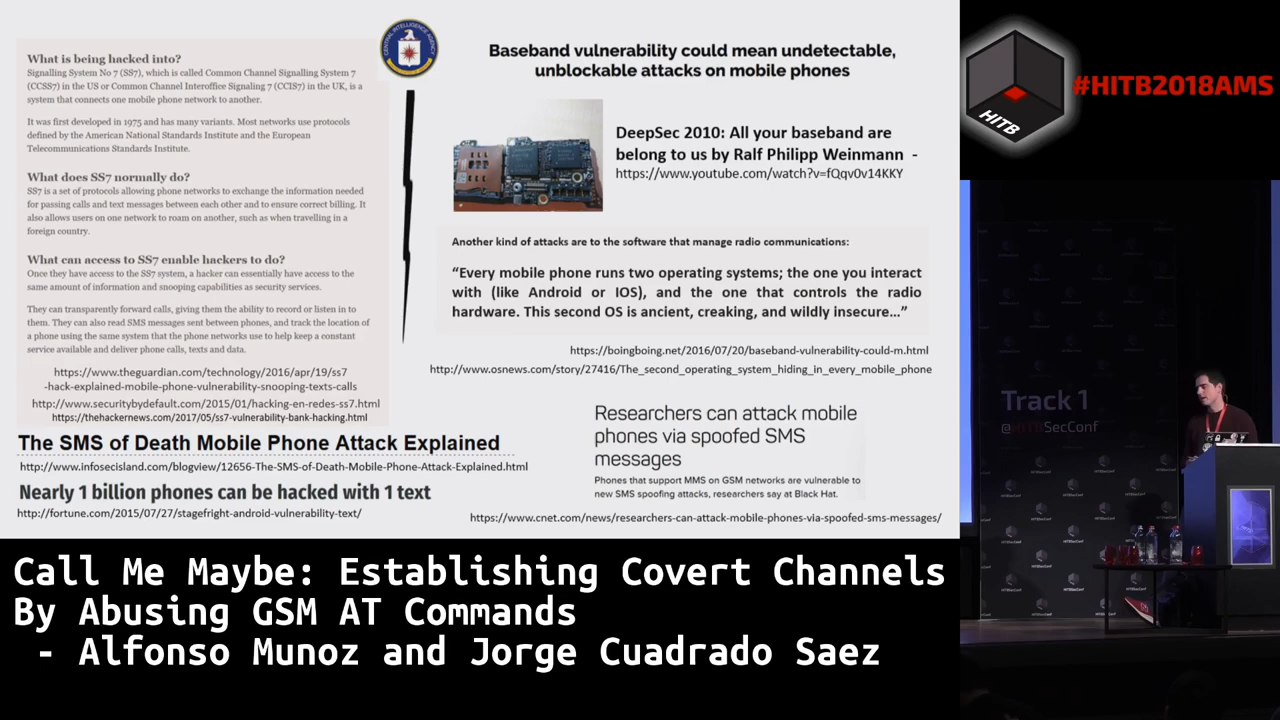 What is being hacked into?
Signalling System No 7 (SS7), which is called Common Channel Signalling System 7
(CCSS7) in the US or Common Channel Interoffice Signaling 7 (CCIS7) in the UK, is a
system that connects one mobile phone network to another.
It was first developed in 1975 and has many variants. Most networks use protocols
defined by the American National Standards Institute and the European
Telecommunications Standards Institute.
What does SS7 normally do?
SS7 is a set of protocols allowing phone networks to exchange the information needed
for passing calls and text messages between each other and to ensure correct billing. It
also allows users on one network to roam on another, such as when travelling in a
foreign country.
What can access to SS7 enable hackers to do?
Once they have access to the SS7 system, a hacker can essentially have access to the
same amount of information and snooping capabilities as security services.
They can transparently forward calls, giving them the ability to record or listen in to
them. They can also read SMS messages sent between phones, and track the location of
a phone using the same system that the phone networks use to help keep a constant
service available and deliver phone calls, texts and data.
https://www.theguardian.com/technology/2016/apr/19/ss7
-hack-explained-mobile-phone-vulnerability-snooping-texts-calls
http://www.securitybydefault.com/2015/01/hacking-en-redes-ss7.html
https://thehackernews.com/2017/05/ss7-vulnerability-bank-hacking.html
The SMS of Death Mobile Phone Attack Explained
http://www.infosecisland.com/blogview/12656-The-SMS-of-Death-Mobile-Phone-Attack-Explained.html
Nearly 1 billion phones can be hacked with 1 text
http://fortune.com/2015/07/27/stagefright-android-vulnerability-text/
CENTRAL INTELLIGENCE AGENCY
Baseband vulnerability could mean undetectable,
unblockable attacks on mobile phones
DeepSec 2010: All your baseband are
belong to us by Ralf Philipp Weinmann -
https://www.youtube.com/watch?v=fQqv0v14KKY
Another kind of attacks are to the software that manage radio communications:
“Every mobile phone runs two operating systems; the one you interact
with (like Android or IOS), and the one that controls the radio
hardware. This second OS is ancient, creaking, and wildly insecure...”
https://boingboing.net/2016/07/20/baseband-vulnerability-could-m.html
http://www.osnews.com/story/27416/The_second_operating_system_hiding_in_every_mobile_phone
Researchers can attack mobile
phones via spoofed SMS
messages
Phones that support MMS on GSM networks are vulnerable to
new SMS spoofing attacks, researchers say at Black Hat.
https://www.cnet.com/news/researchers-can-attack-mobile-phones-via-spoofed-sms-messages/
HITB
#HITB2018AMS
Track 1
@HITBSecConf
Call Me Maybe: Establishing Covert Channels
By Abusing GSM AT Commands
- Alfonso Munoz and Jorge Cuadrado Saez